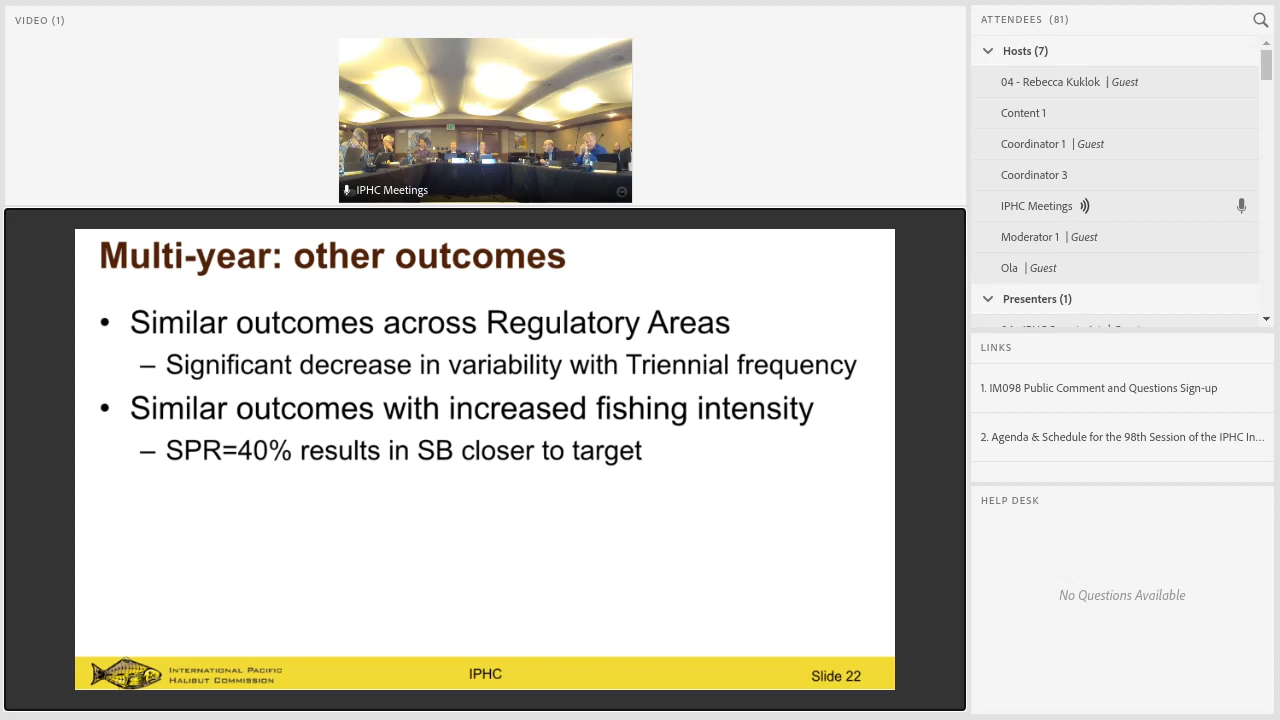 VIDEO (1)
IPHC Meetings
Multi-year: other outcomes
• Similar outcomes across Regulatory Areas
– Significant decrease in variability with Triennial frequency
• Similar outcomes with increased fishing intensity
– SPR=40% results in SB closer to target
INTERNATIONAL PACIFIC
HALIBUT COMMISSION
IPHC
Slide 22
ATTENDEES (81)
Hosts (7)
04 - Rebecca Kuklok | Guest
Content 1
Coordinator 1 | Guest
Coordinator 3
IPHC Meetings
Moderator 1 | Guest
Ola | Guest
Presenters (1)
LINKS
1. IM098 Public Comment and Questions Sign-up
2. Agenda & Schedule for the 98th Session of the IPHC In...
HELP DESK
No Questions Available